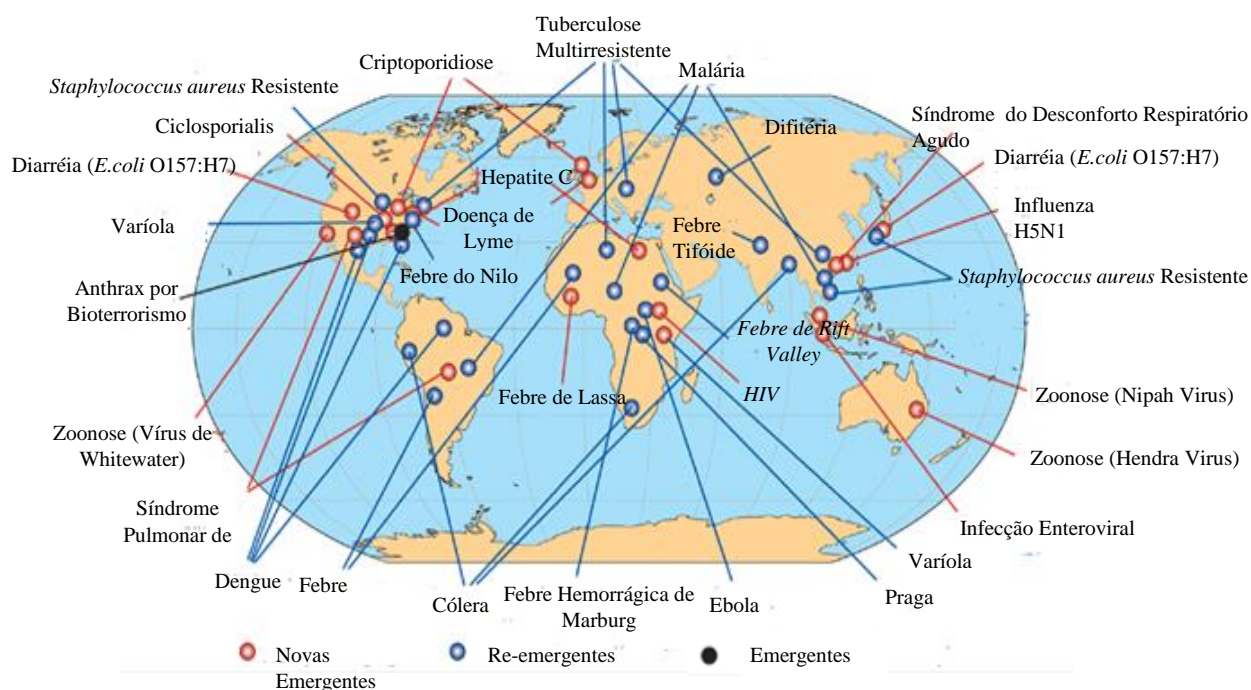 Tuberculose
Multirresistente
Criptoporidiose
Malária
Staphylococcus aureus Resistente
Síndrome do Desconforto Respiratório
Agudo
Ciclosporialis
Difitéria
Diarréia (E.coli O157:H7)
Diarréia (E.coli O157:H7)
Hepatite C
Influenza
H5N1
Varíola
Doença de
Lyme
Febre
Tifóide
Febre do Nilo
Staphylococcus aureus Resistente
Anthrax por
Bioterrorismo
Febre de Rift
Valley
Febre de Lassa
HIV
Zoonose (Nipah Virus)
Zoonose (Vírus de
Whitewater)
Zoonose (Hendra Virus)
Síndrome
Pulmonar de
Infecção Enteroviral
Varíola
Dengue
Febre
Cólera
Febre Hemorrágica de
Marburg
Ebola
Praga
Novas
Emergentes
Re-emergentes
Emergentes